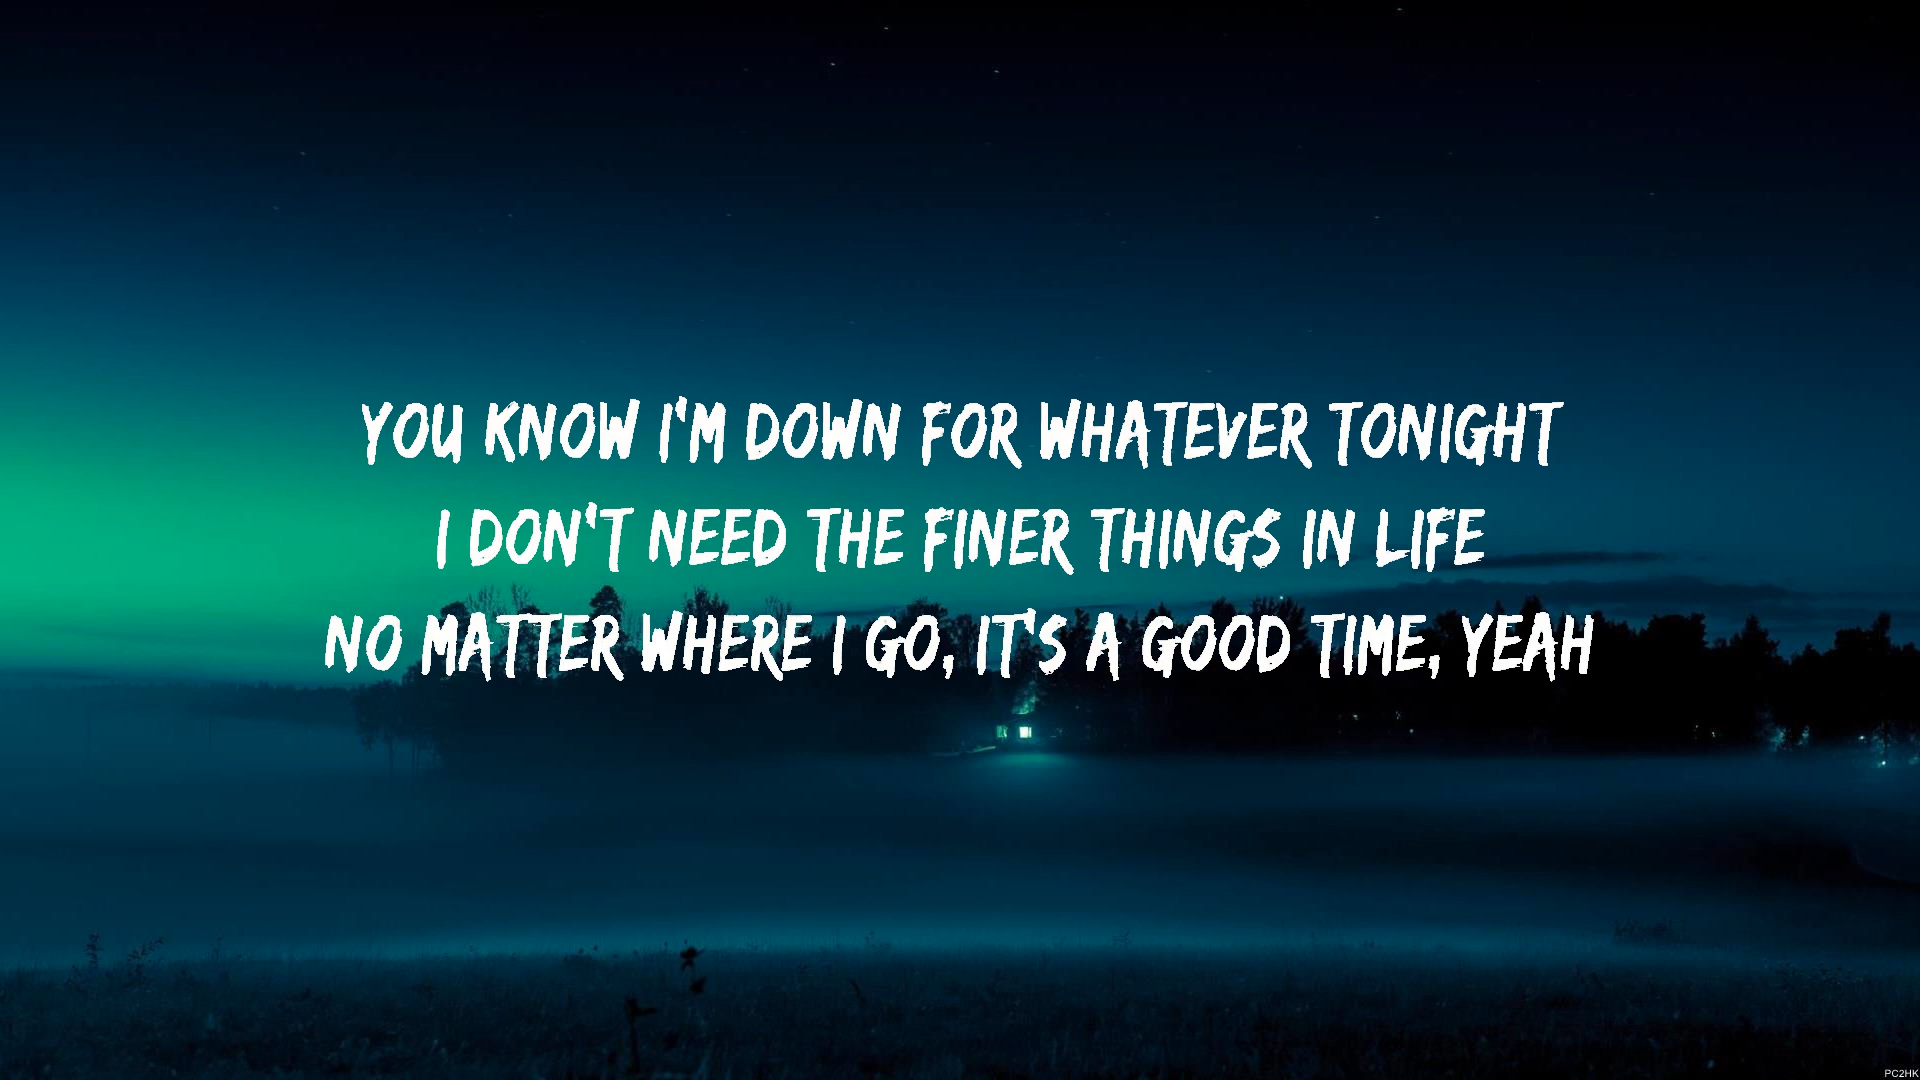 YOU KNOW I'M DOWN FOR WHATEVER TONIGHT
I DON'T NEED THE FINER THINGS IN LIFE
NO MATTER WHERE I GO, IT'S A GOOD TIME, YEAH
PC2HK